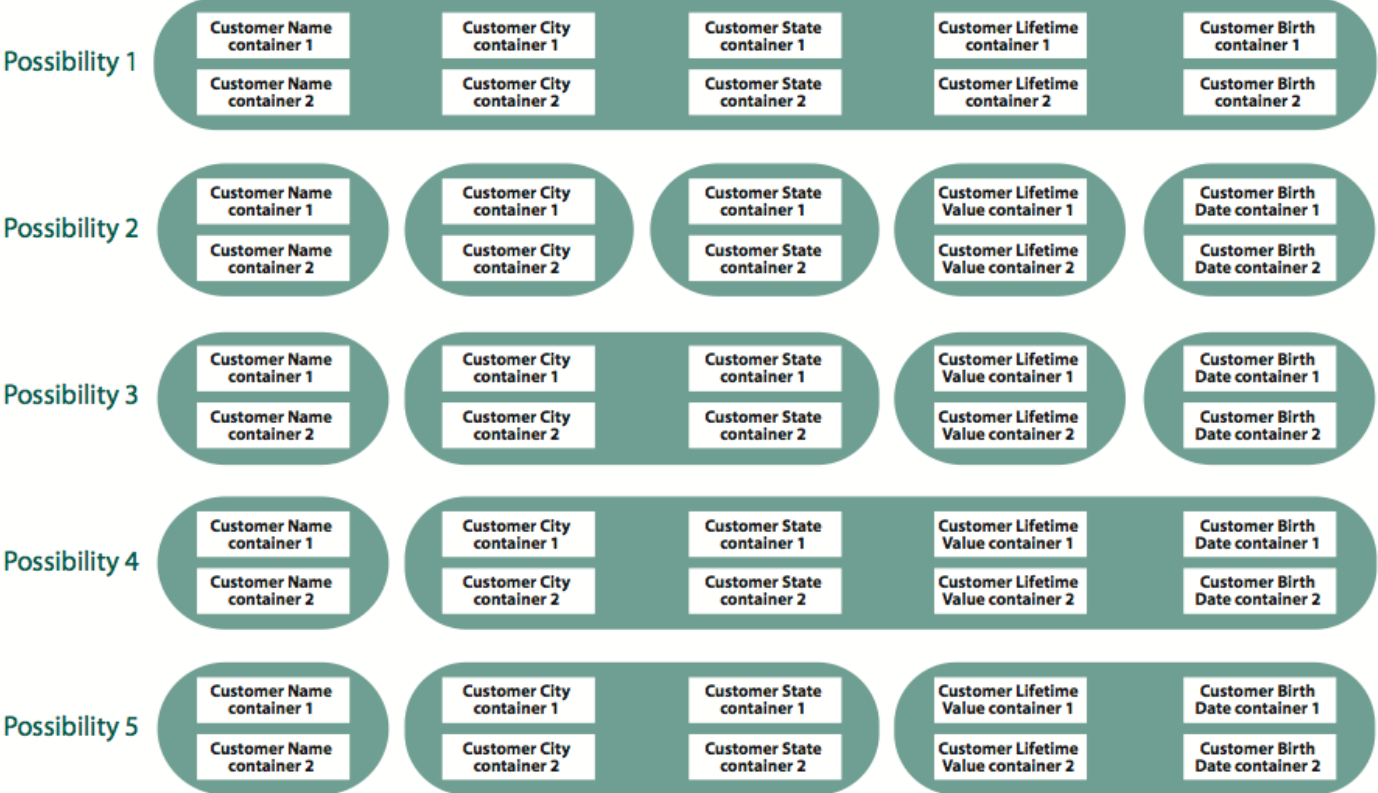 Possibility 1
Customer Name
container 1
Customer City
container 1
Customer State
container 1
Customer Lifetime
container 1
Customer Birth
container 1
Customer Name
container 2
Customer City
container 2
Customer State
container 2
Customer Lifetime
container 2
Customer Birth
container 2
Possibility 2
Customer Name
container 1
Customer Name
container 2
Customer City
container 1
Customer City
container 2
Customer State
container 1
Customer State
container 2
Customer Lifetime
Value container 1
Customer Lifetime
Value container 2
Customer Birth
Date container 1
Customer Birth
Date container 2
Possibility 3
Customer Name
container 1
Customer Name
container 2
Customer City
container 1
Customer State
container 1
Customer City
container 2
Customer State
container 2
Customer Lifetime
Value container 1
Customer Lifetime
Value container 2
Customer Birth
Date container 1
Customer Birth
Date container 2
Possibility 4
Customer Name
container 1
Customer Name
container 2
Customer City
container 1
Customer State
container 1
Customer Lifetime
Value container 1
Customer Birth
Date container 1
Customer City
container 2
Customer State
container 2
Customer Lifetime
Value container 2
Customer Birth
Date container 2
Possibility 5
Customer Name
container 1
Customer Name
container 2
Customer City
container 1
Customer State
container 1
Customer City
container 2
Customer State
container 2
Customer Lifetime
Value container 1
Customer Birth
Date container 1
Customer Lifetime
Value container 2
Customer Birth
Date container 2